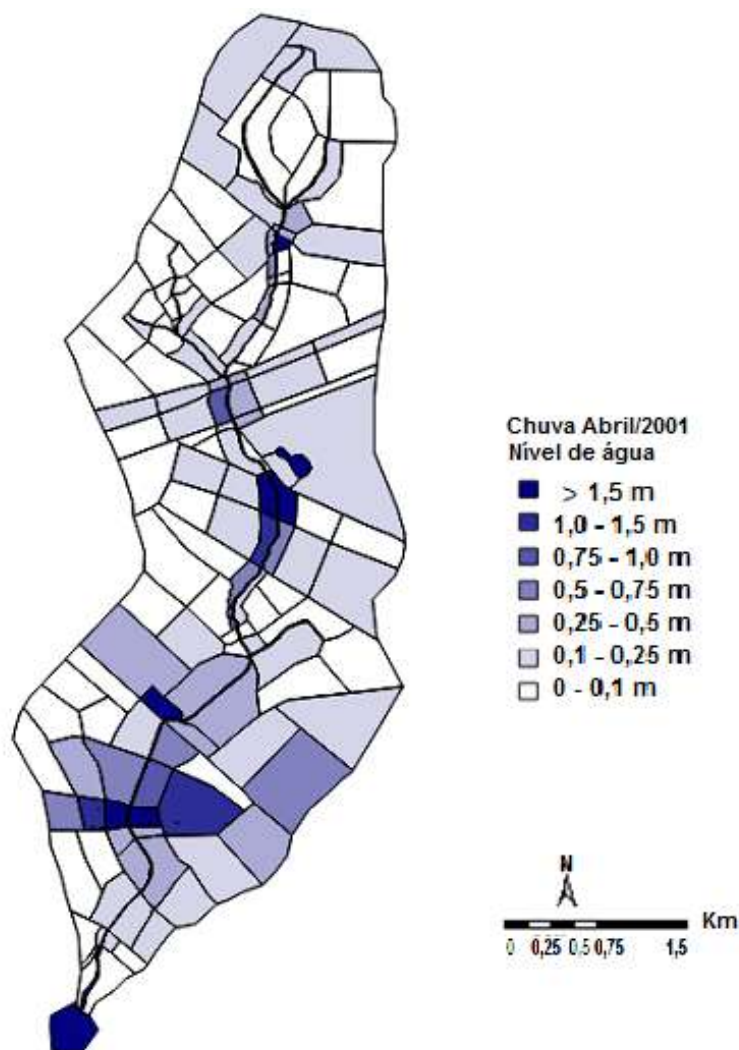 Chuva Abril/2001
Nível de água
> 1,5 m
1,0 - 1,5 m
0,75 - 1,0 m
0,5 - 0,75 m
0,25 - 0,5 m
0,1 - 0,25 m
0 - 0,1 m
N
Km
0 0,25 0,5 0,75 1,5